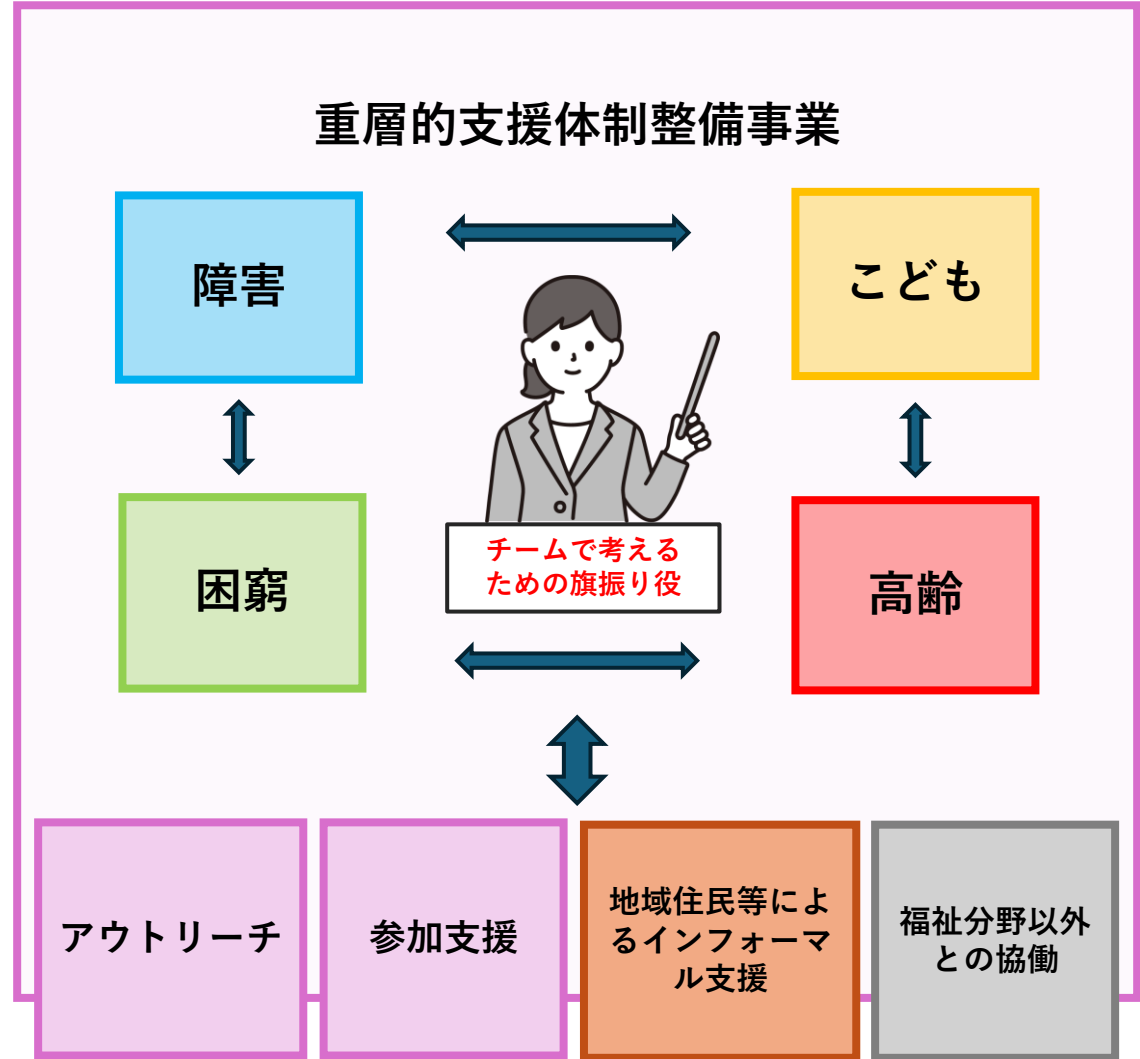 重層的支援体制整備事業
障害
こども
チームで考える
ための旗振り役
困窮
高齢
アウトリーチ
参加支援
地域住民等によ
るインフォーマ
ル支援
福祉分野以外
との協働